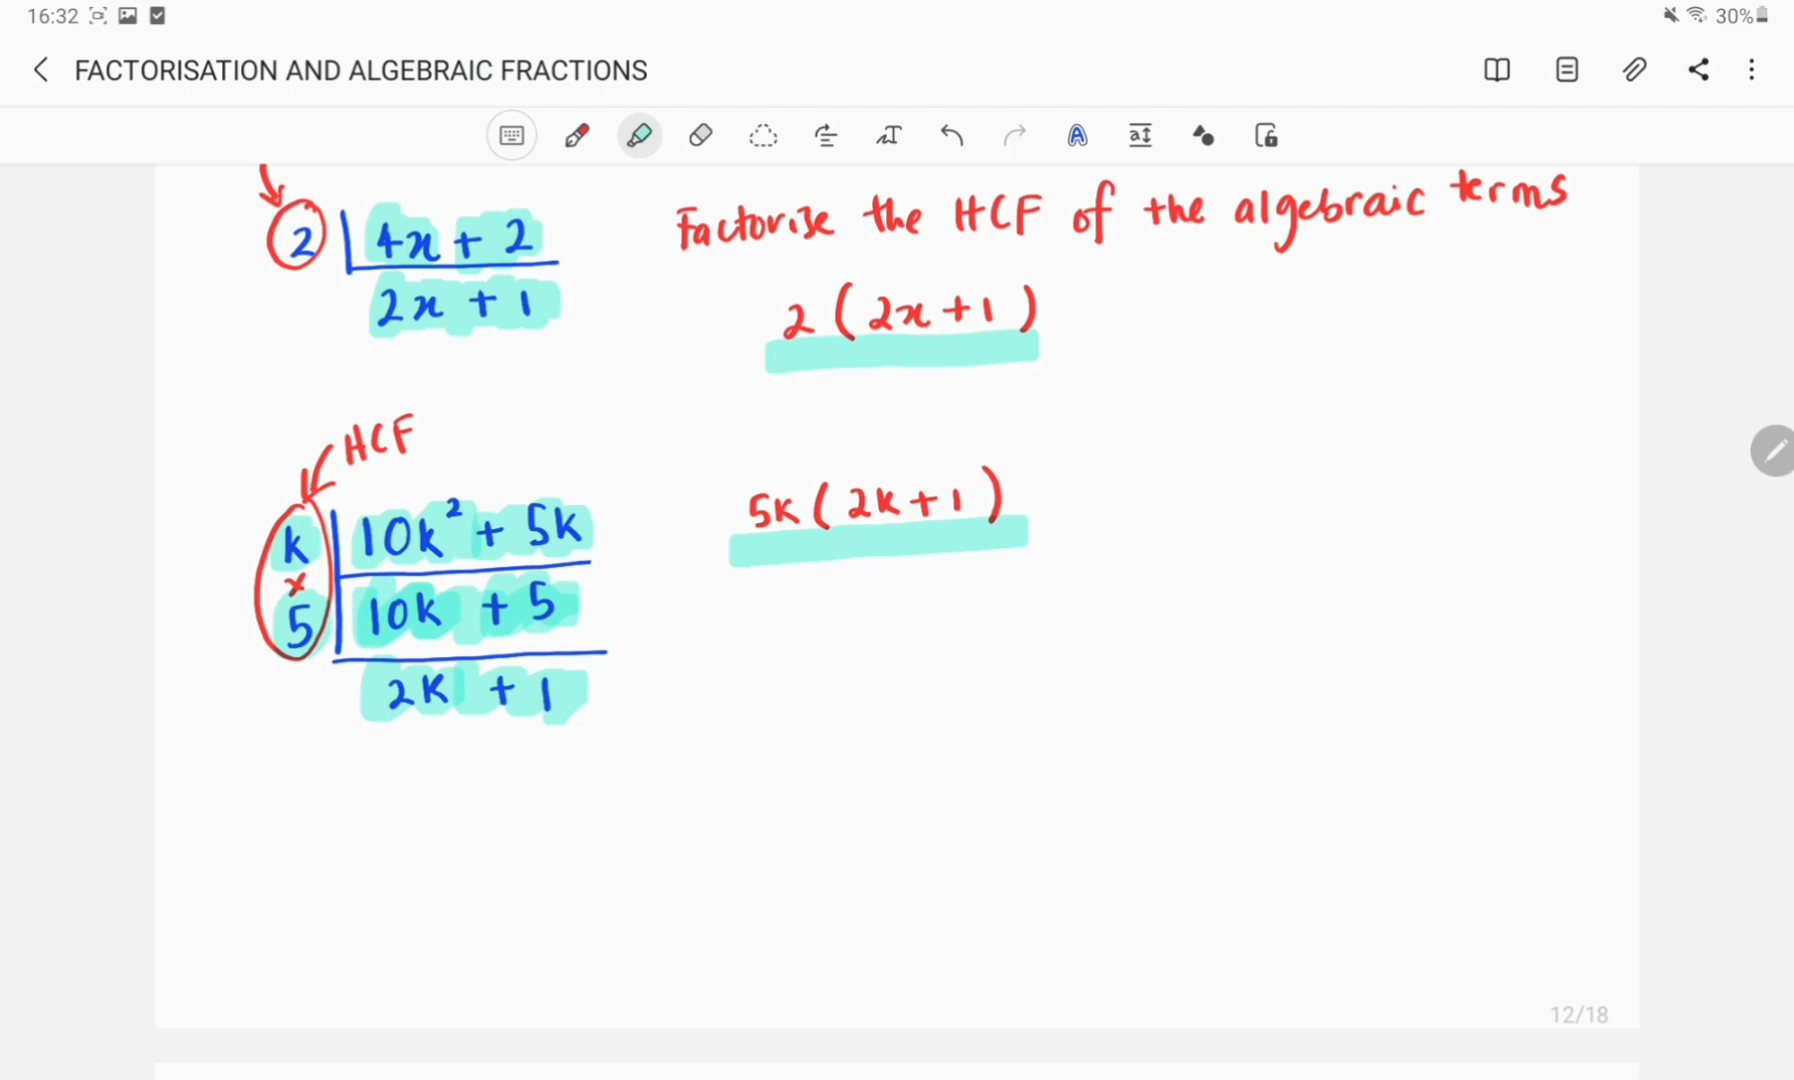 16:32 30%
FACTORISATION AND ALGEBRAIC FRACTIONS
Factorise the HCF of the algebraic terms
2 4x + 2
2x + 1
2 ( 2x + 1 )
HCF
5k ( 2k + 1 )
k 10k² + 5k
×
5 10k + 5
2k + 1
12/18